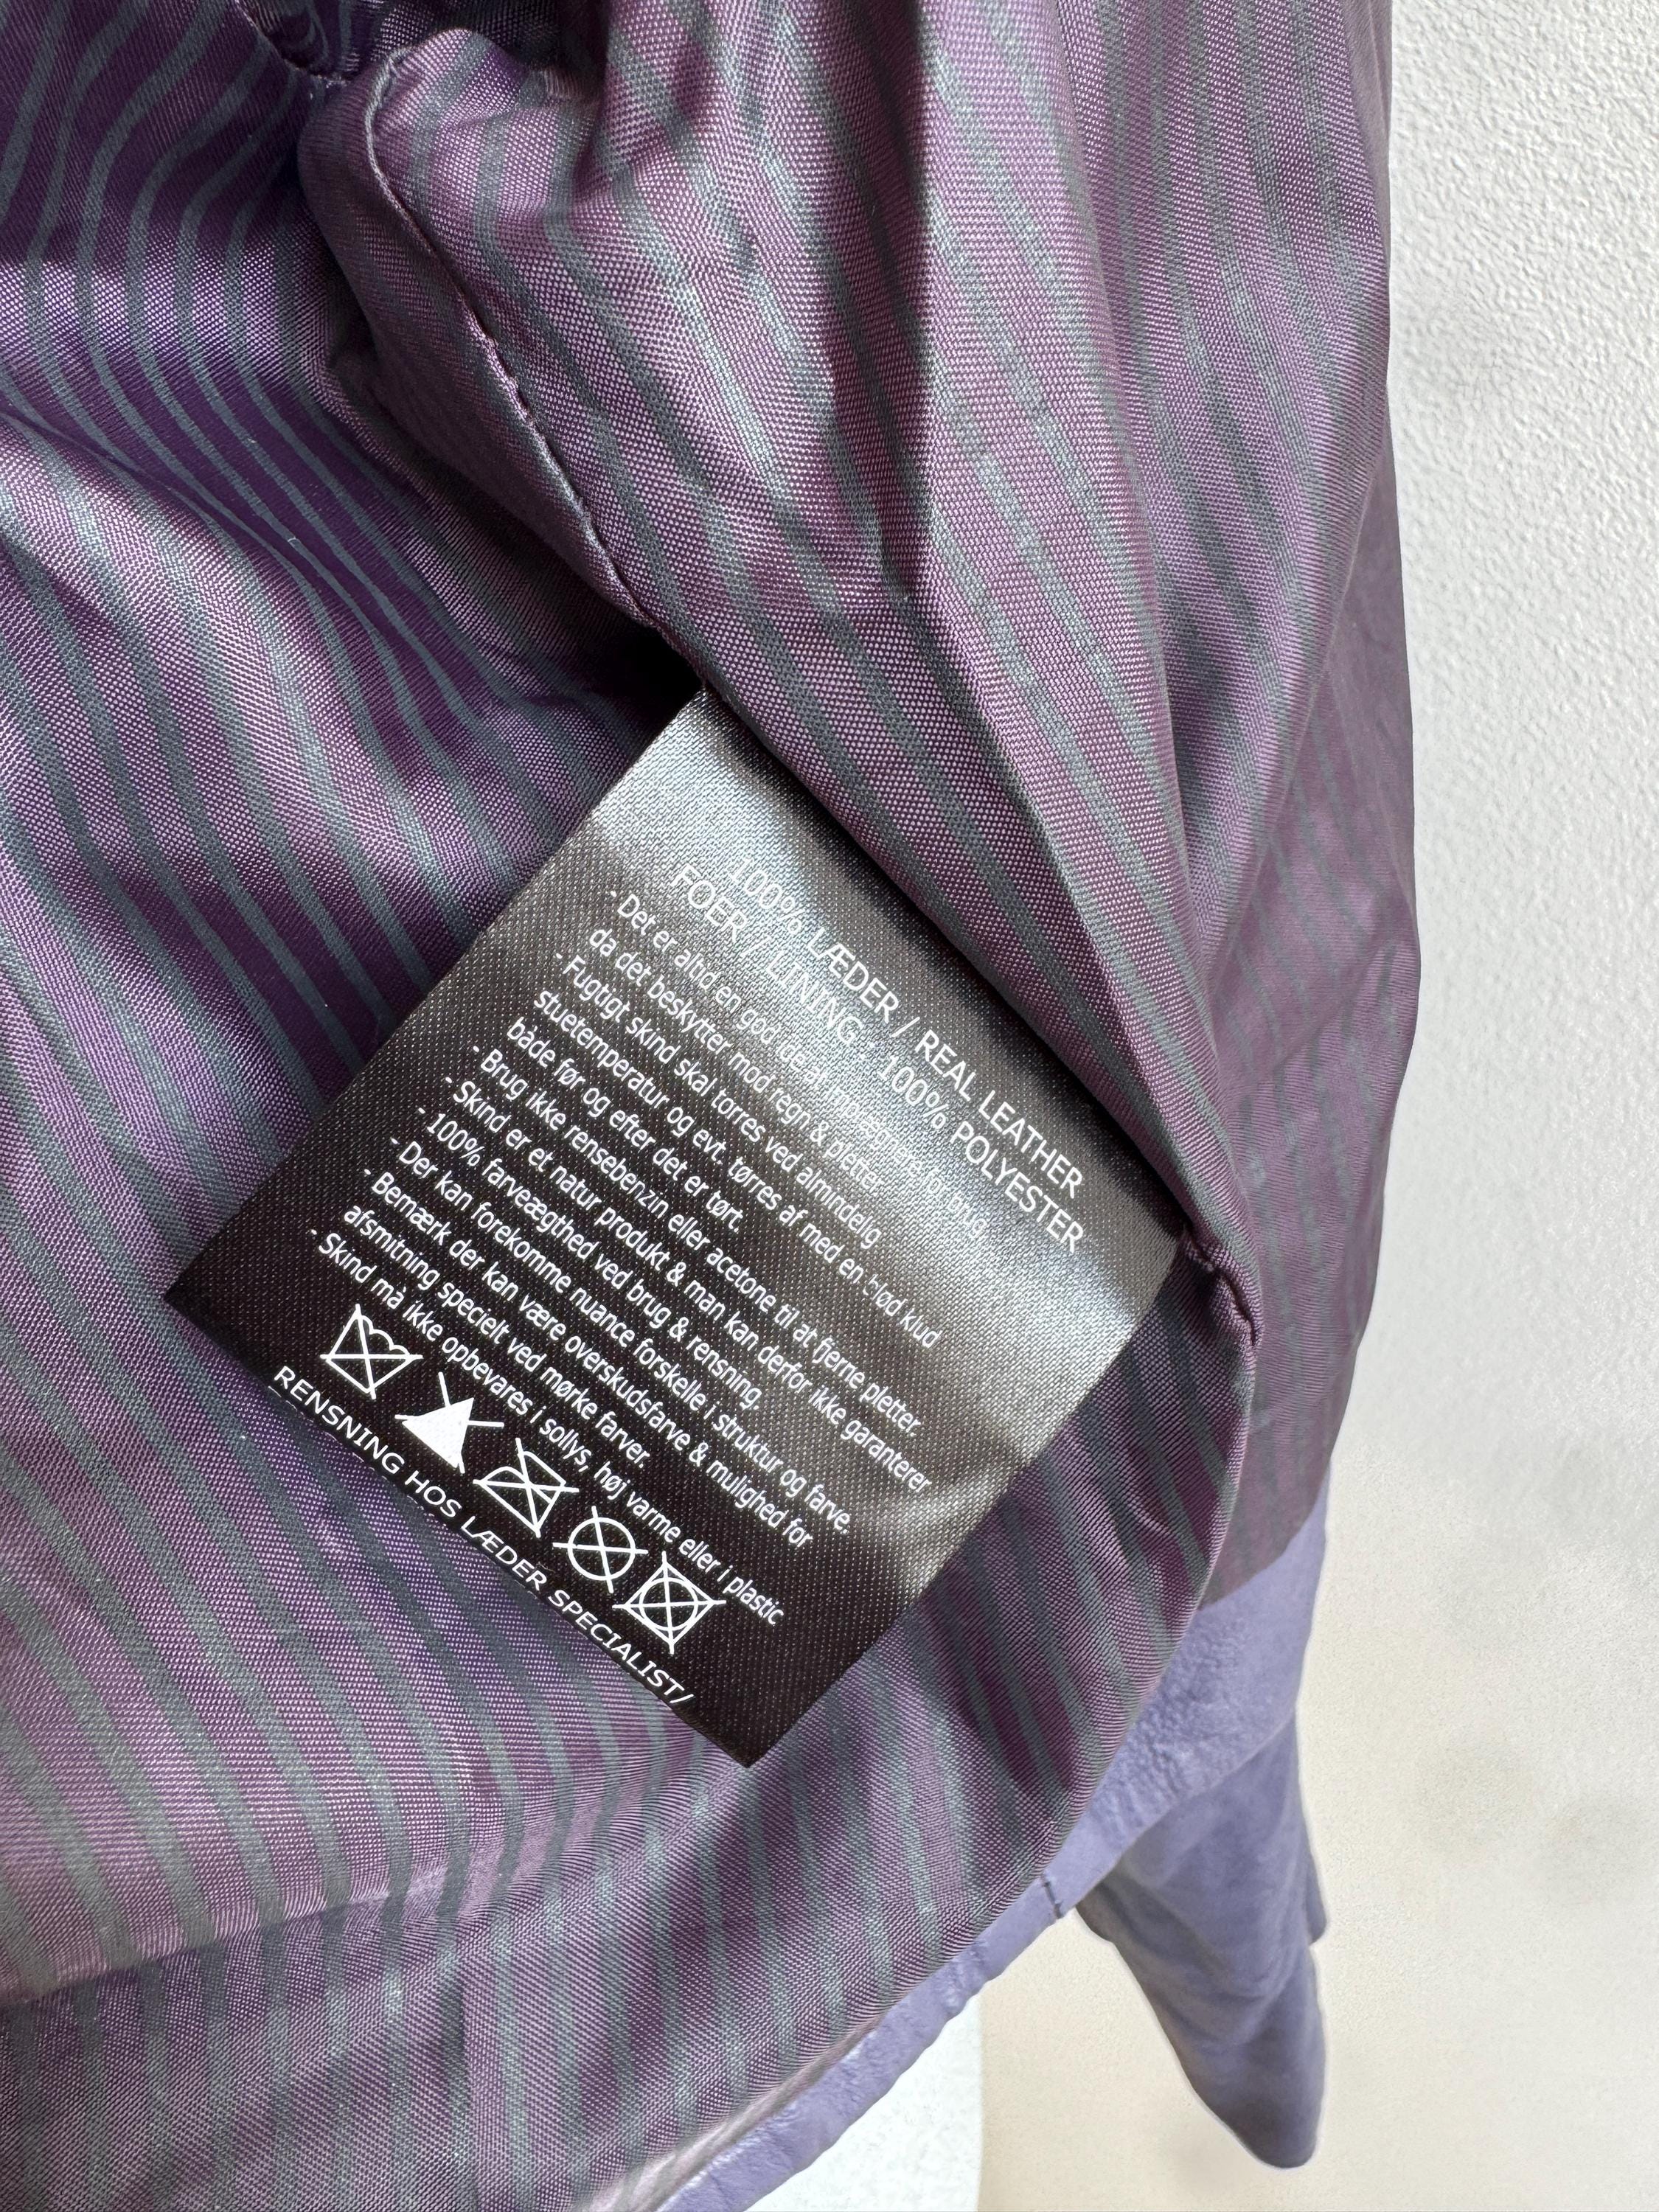 100% LÆDER / REAL LEATHER
FOER / LINING - 100% POLYESTER
- Det er altid en god ide at imprægnere før brug,
da det beskytter mod regn & pletter.
- Fugtigt skind skal torres ved almindelig
stuetemperatur og evt. tørres af med en blød klud
både før og efter det er tørt.
- Brug ikke rensebenzin eller acetone til at fjerne pletter.
- Skind er et natur produkt & man kan derfor ikke garanterer
- 100% farveægthed ved brug & rensning
- Der kan forekomme nuance forskelle i struktur og farve.
- Bemærk der kan være overskudsfarve & mulighed for
afsmitning specielt ved mørke farver.
- Skind må ikke opbevares i sollys, høj varme eller i plastic
RENSNING HOS LÆDER SPECIALIST/